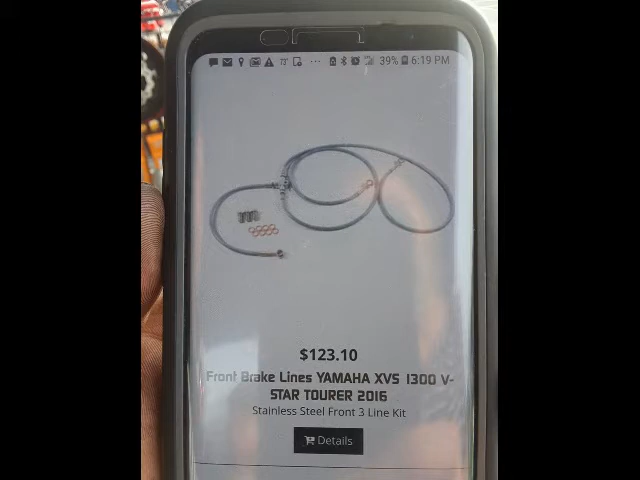 73° ... 39% 6:19 PM
$123.10
Front Brake Lines YAMAHA XVS 1300 V-
STAR TOURER 2016
Stainless Steel Front 3 Line Kit
Details